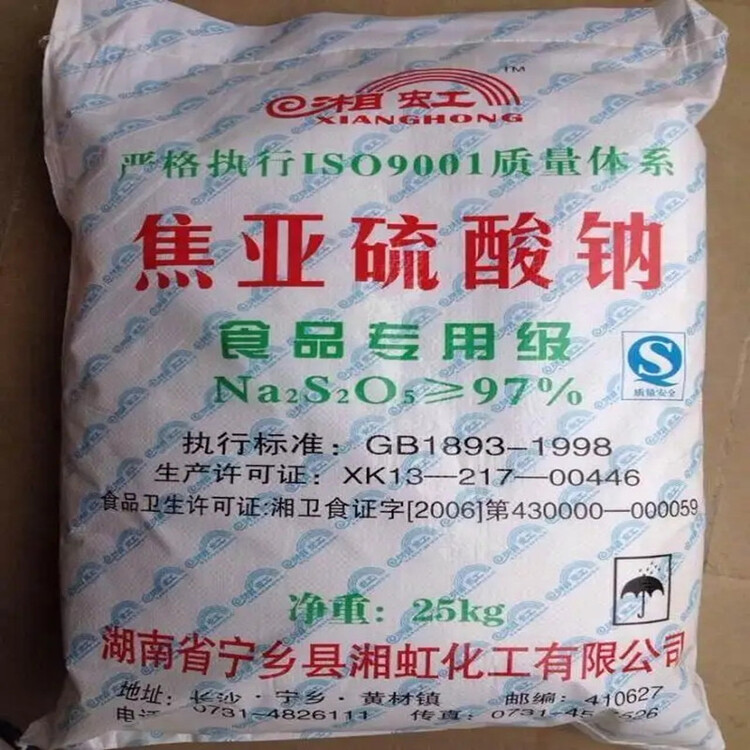 湘虹 TM
XIANGHONG
严格执行ISO9001质量体系
焦亚硫酸钠
食品专用级
Na2S2O5≥97%
质量安全
执行标准：GB1893-1998
生产许可证：XK13—217—00446
食品卫生许可证:湘卫食证字[2006]第430000—000059
净重：25kg
湖南省宁乡县湘虹化工有限公司
地址：长沙·宁乡·黄材镇 邮编：410627
电话 0731-4826111 传真：0731-45